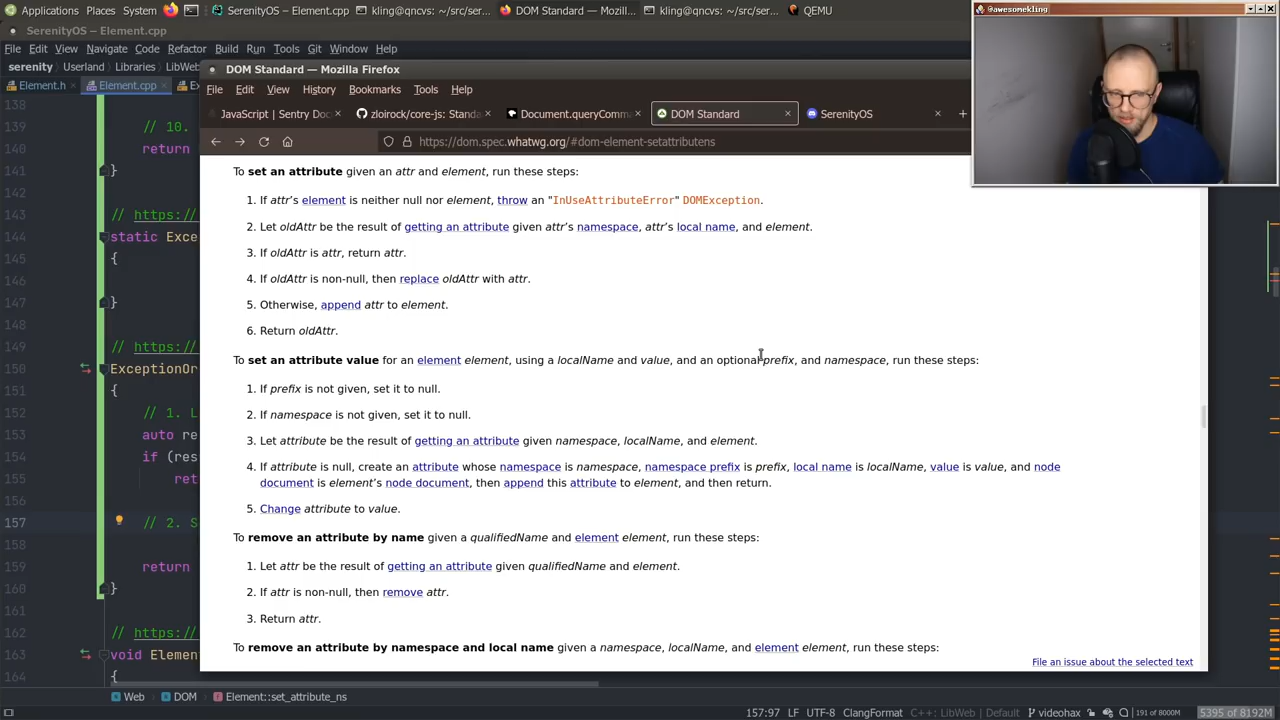 Applications Places System SerenityOS – Element.cpp kling@qncvs: ~/src/ser... DOM Standard — Mozill... kling@qncvs: ~/src/ser... QEMU
SerenityOS – Element.cpp
@awesomekling
File Edit View Navigate Code Refactor Build Run Tools Git Window Help
serenity Userland Libraries LibWe
DOM Standard — Mozilla Firefox
Element.h Element.cpp
File Edit View History Bookmarks Tools Help
JavaScript | Sentry Doc zloirock/core-js: Standa Document.queryComma DOM Standard SerenityOS
https://dom.spec.whatwg.org/#dom-element-setattributens
138
139 // 10.
140 return
141 }
142
143 // https://
144 static Exce
145 {
146
147 }
148
149 // https://
150 ExceptionOr
151 {
152 // 1. L
153 auto re
154 if (res
155 ret
156
157 // 2. S
158
159 return
160 }
161
162 // https://
163 void Elemen
164 {
To set an attribute given an attr and element, run these steps:
1. If attr’s element is neither null nor element, throw an "InUseAttributeError" DOMException.
2. Let oldAttr be the result of getting an attribute given attr’s namespace, attr’s local name, and element.
3. If oldAttr is attr, return attr.
4. If oldAttr is non-null, then replace oldAttr with attr.
5. Otherwise, append attr to element.
6. Return oldAttr.
To set an attribute value for an element element, using a localName and value, and an optional prefix, and namespace, run these steps:
1. If prefix is not given, set it to null.
2. If namespace is not given, set it to null.
3. Let attribute be the result of getting an attribute given namespace, localName, and element.
4. If attribute is null, create an attribute whose namespace is namespace, namespace prefix is prefix, local name is localName, value is value, and node
document is element’s node document, then append this attribute to element, and then return.
5. Change attribute to value.
To remove an attribute by name given a qualifiedName and element element, run these steps:
1. Let attr be the result of getting an attribute given qualifiedName and element.
2. If attr is non-null, then remove attr.
3. Return attr.
To remove an attribute by namespace and local name given a namespace, localName, and element element, run these steps:
File an issue about the selected text
Web DOM Element::set_attribute_ns
157:97 LF UTF-8 ClangFormat C++: LibWeb | Default videohax 191 of 8000M 5395 of 8192M